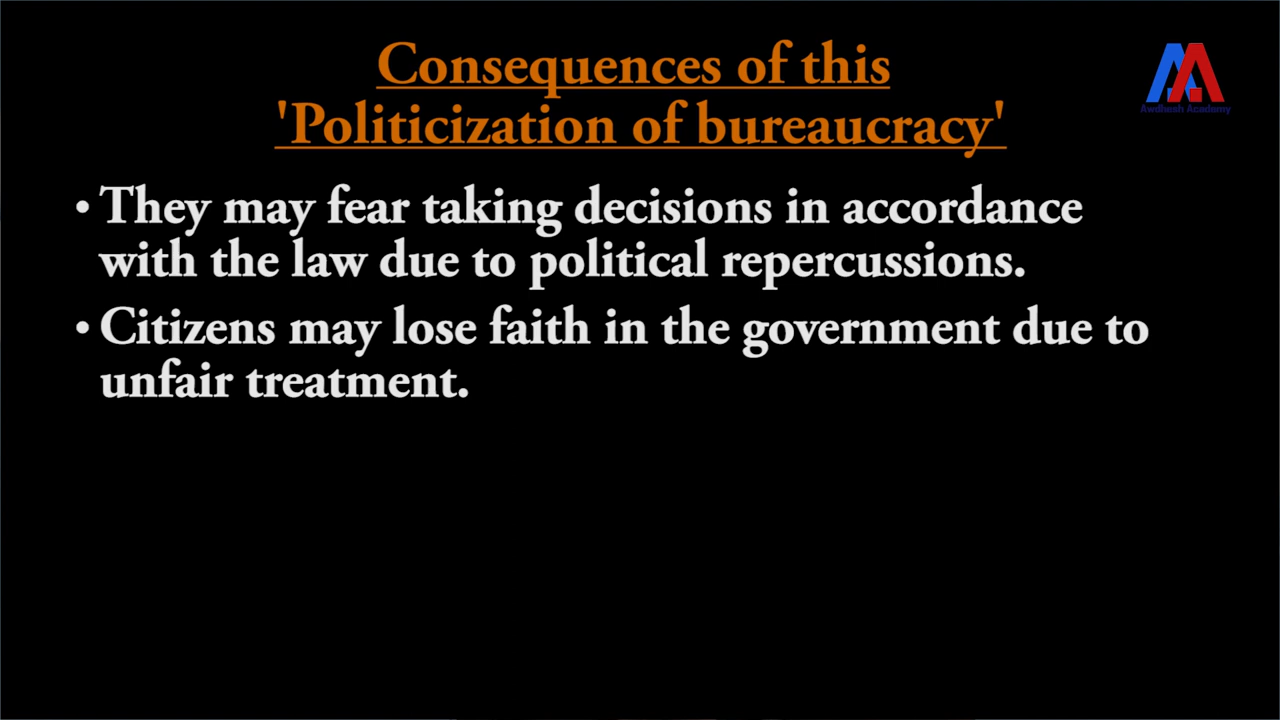 Consequences of this
'Politicization of bureaucracy'
Awdhesh Academy
• They may fear taking decisions in accordance
with the law due to political repercussions.
• Citizens may lose faith in the government due to
unfair treatment.